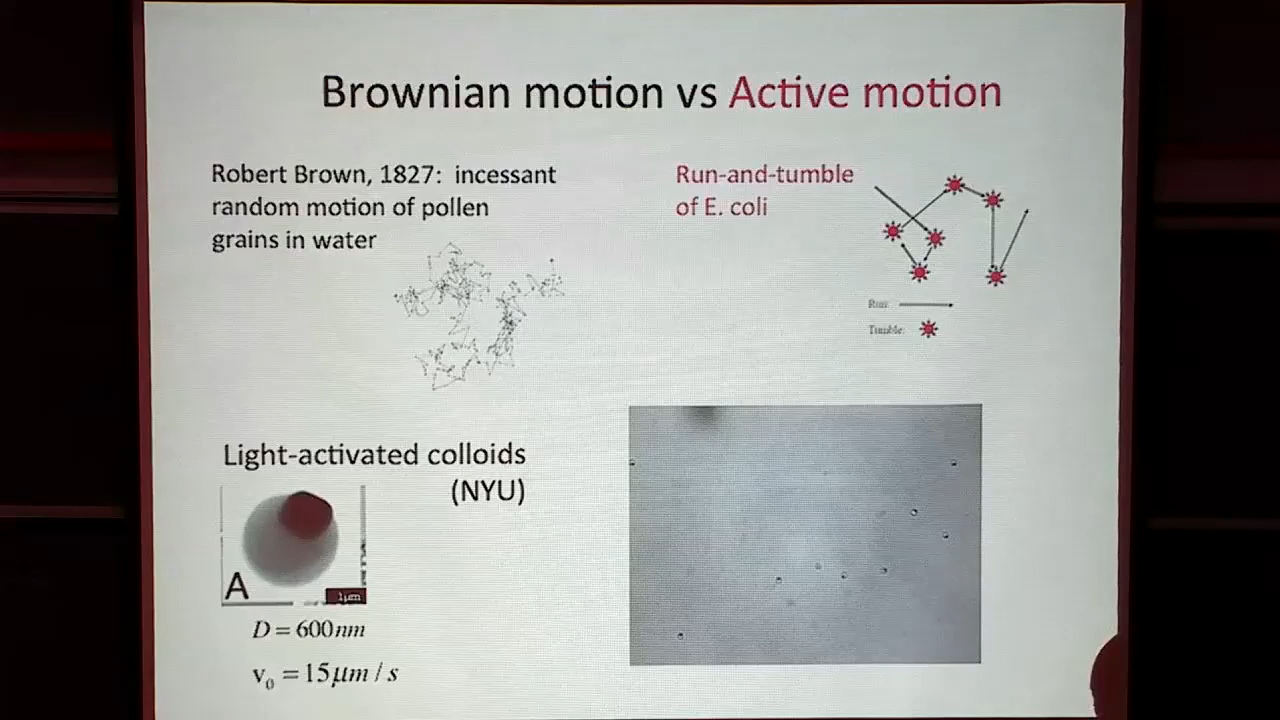 Brownian motion vs Active motion
Robert Brown, 1827: incessant
random motion of pollen
grains in water
Run-and-tumble
of E. coli
Run:
Tumble:
Light-activated colloids
(NYU)
A
1μm
D = 600nm
v₀ = 15μm / s